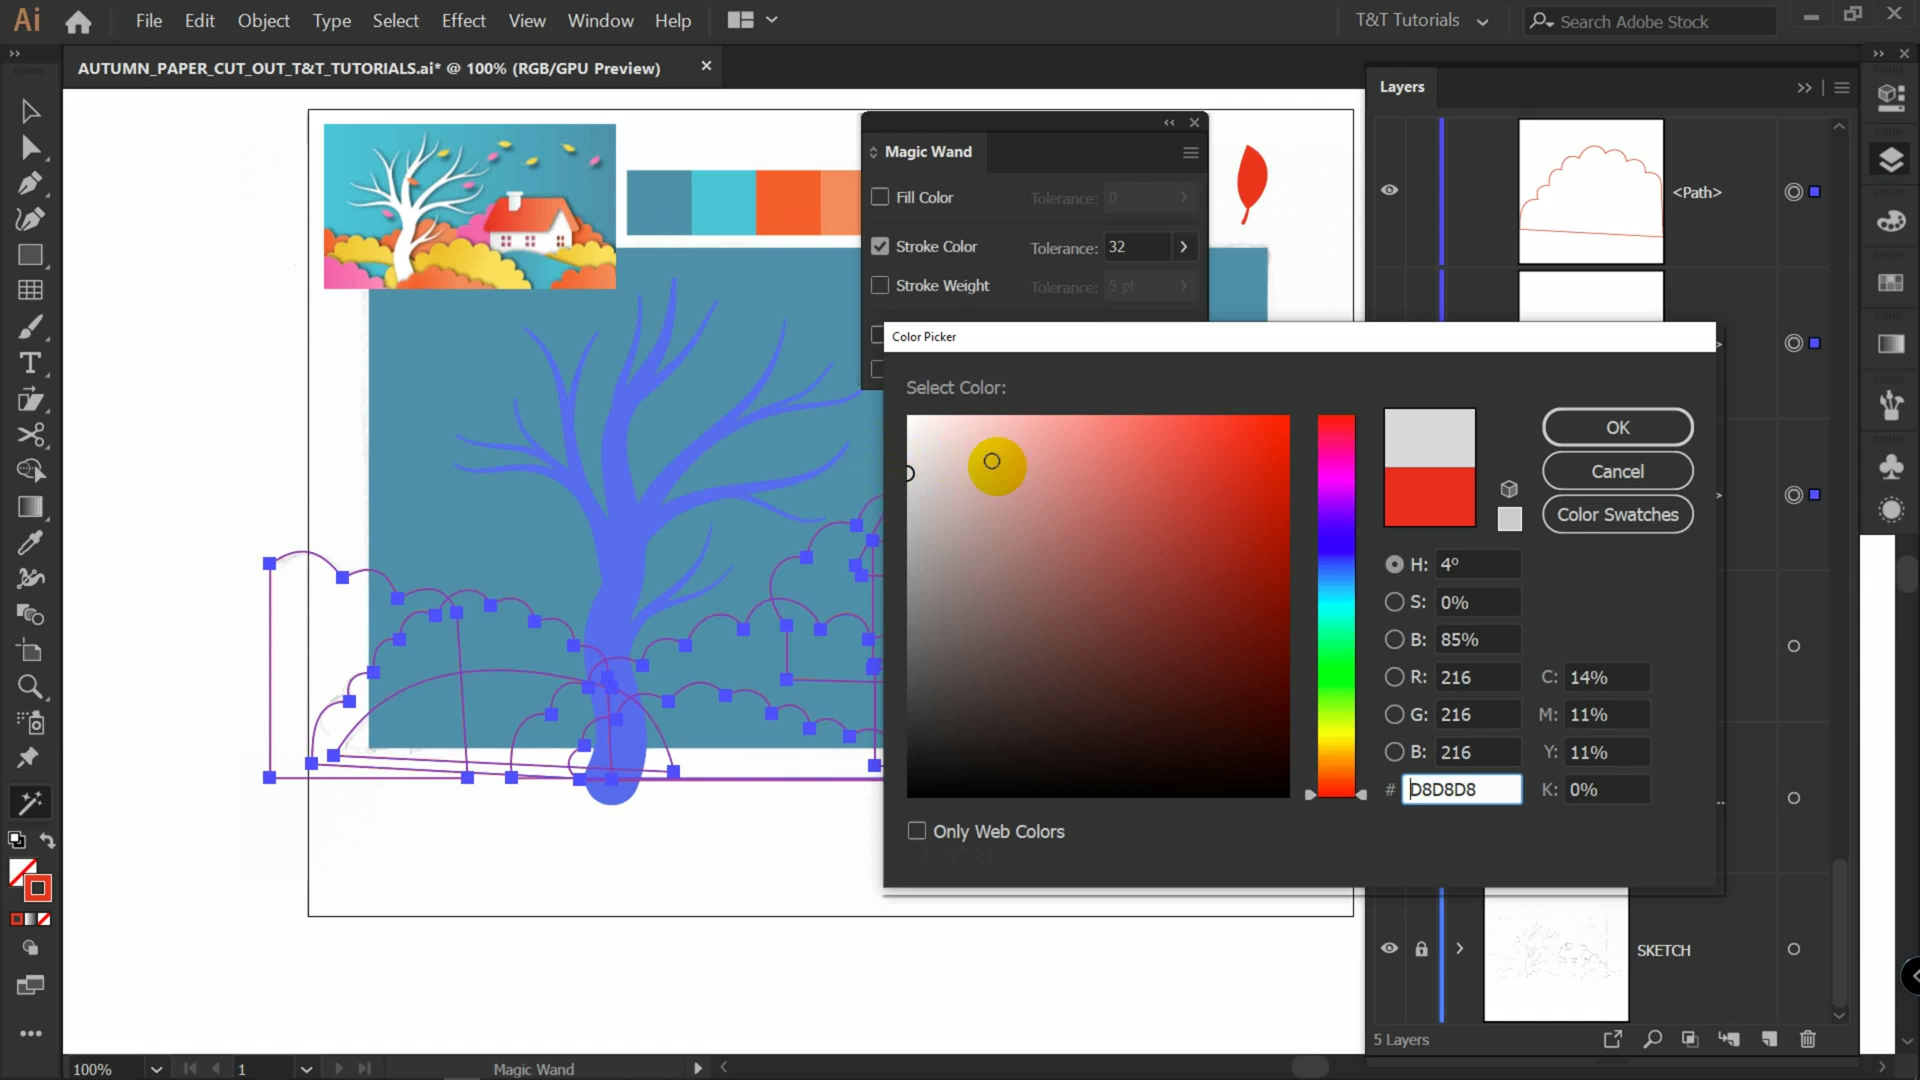 Ai File Edit Object Type Select Effect View Window Help T&T Tutorials Search Adobe Stock
AUTUMN_PAPER_CUT_OUT_T&T_TUTORIALS.ai* @ 100% (RGB/GPU Preview)
Layers
Magic Wand
Fill Color Tolerance: 0
<Path>
Stroke Color Tolerance: 32
Stroke Weight Tolerance: 5 pt
Color Picker
Select Color:
OK
Cancel
Color Swatches
H: 4º
S: 0%
B: 85%
R: 216 C: 14%
G: 216 M: 11%
B: 216 Y: 11%
# D8D8D8 K: 0%
Only Web Colors
SKETCH
5 Layers
100% 1 Magic Wand